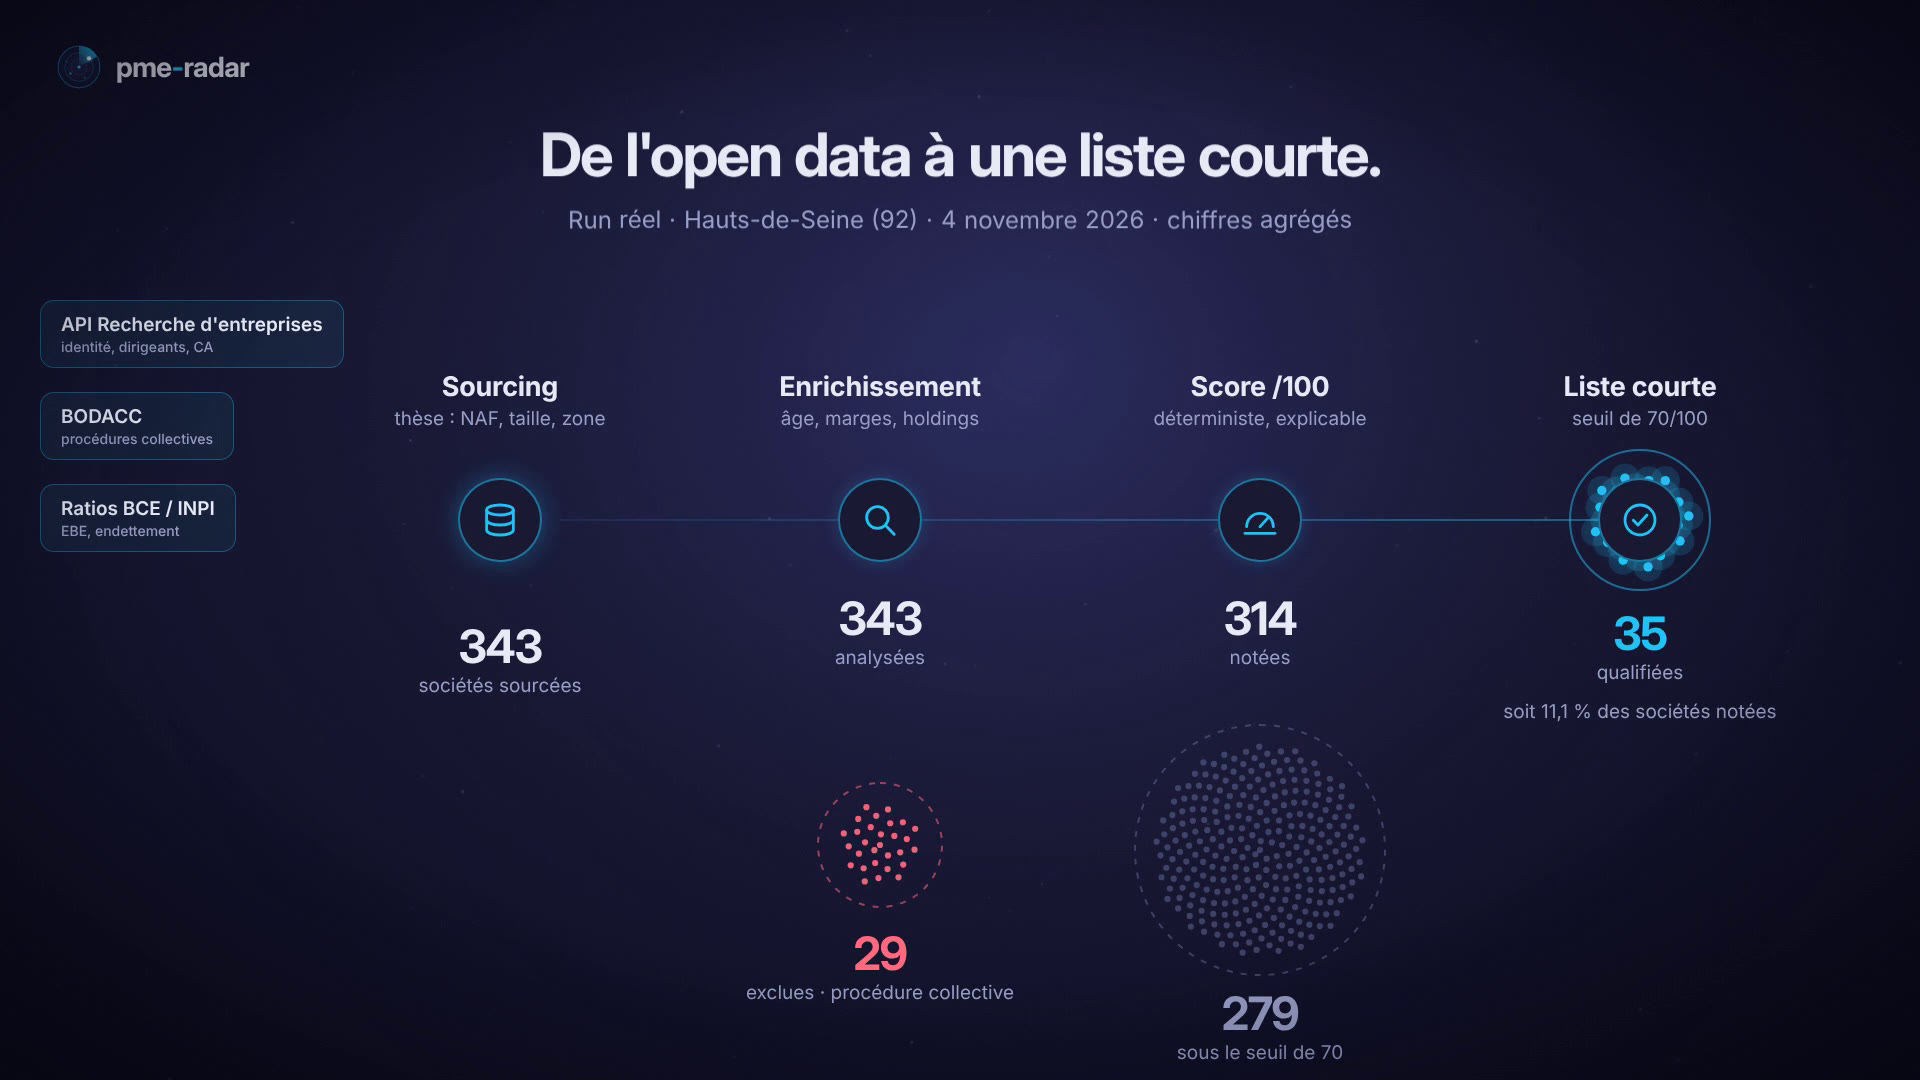 pme-radar
De l'open data à une liste courte.
Run réel · Hauts-de-Seine (92) · 4 novembre 2026 · chiffres agrégés
API Recherche d'entreprises
identité, dirigeants, CA
BODACC
procédures collectives
Ratios BCE / INPI
EBE, endettement
Sourcing
thèse : NAF, taille, zone
343
sociétés sourcées
Enrichissement
âge, marges, holdings
343
analysées
29
exclues · procédure collective
Score /100
déterministe, explicable
314
notées
279
sous le seuil de 70
Liste courte
seuil de 70/100
35
qualifiées
soit 11,1 % des sociétés notées